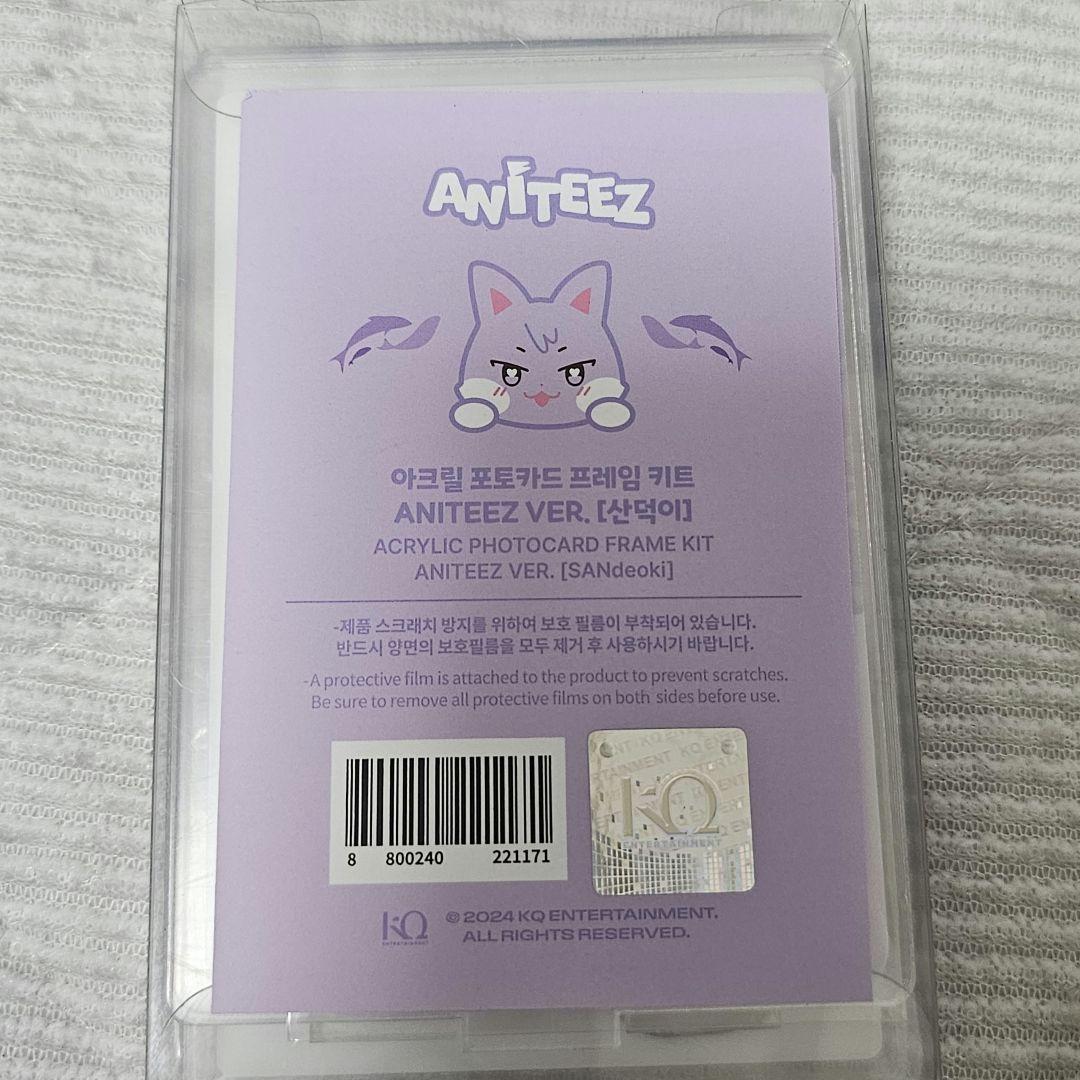 ANITEEZ
아크릴 포토카드 프레임 키트
ANITEEZ VER. [산덕이]
ACRYLIC PHOTOCARD FRAME KIT
ANITEEZ VER. [SANdeoki]
-제품 스크래치 방지를 위하여 보호 필름이 부착되어 있습니다.
반드시 양면의 보호필름을 모두 제거 후 사용하시기 바랍니다.
-A protective film is attached to the product to prevent scratches.
Be sure to remove all protective films on both sides before use.
8 800240 221171
KQ
ENTERTAINMENT
KQ
ENTERTAINMENT
© 2024 KQ ENTERTAINMENT.
ALL RIGHTS RESERVED.